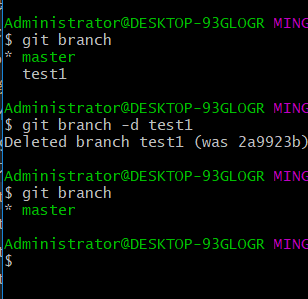 Administrator@DESKTOP-93GLOGR MING
$ git branch
* master
  test1
Administrator@DESKTOP-93GLOGR MING
$ git branch -d test1
Deleted branch test1 (was 2a9923b)
Administrator@DESKTOP-93GLOGR MING
$ git branch
* master
Administrator@DESKTOP-93GLOGR MING
$